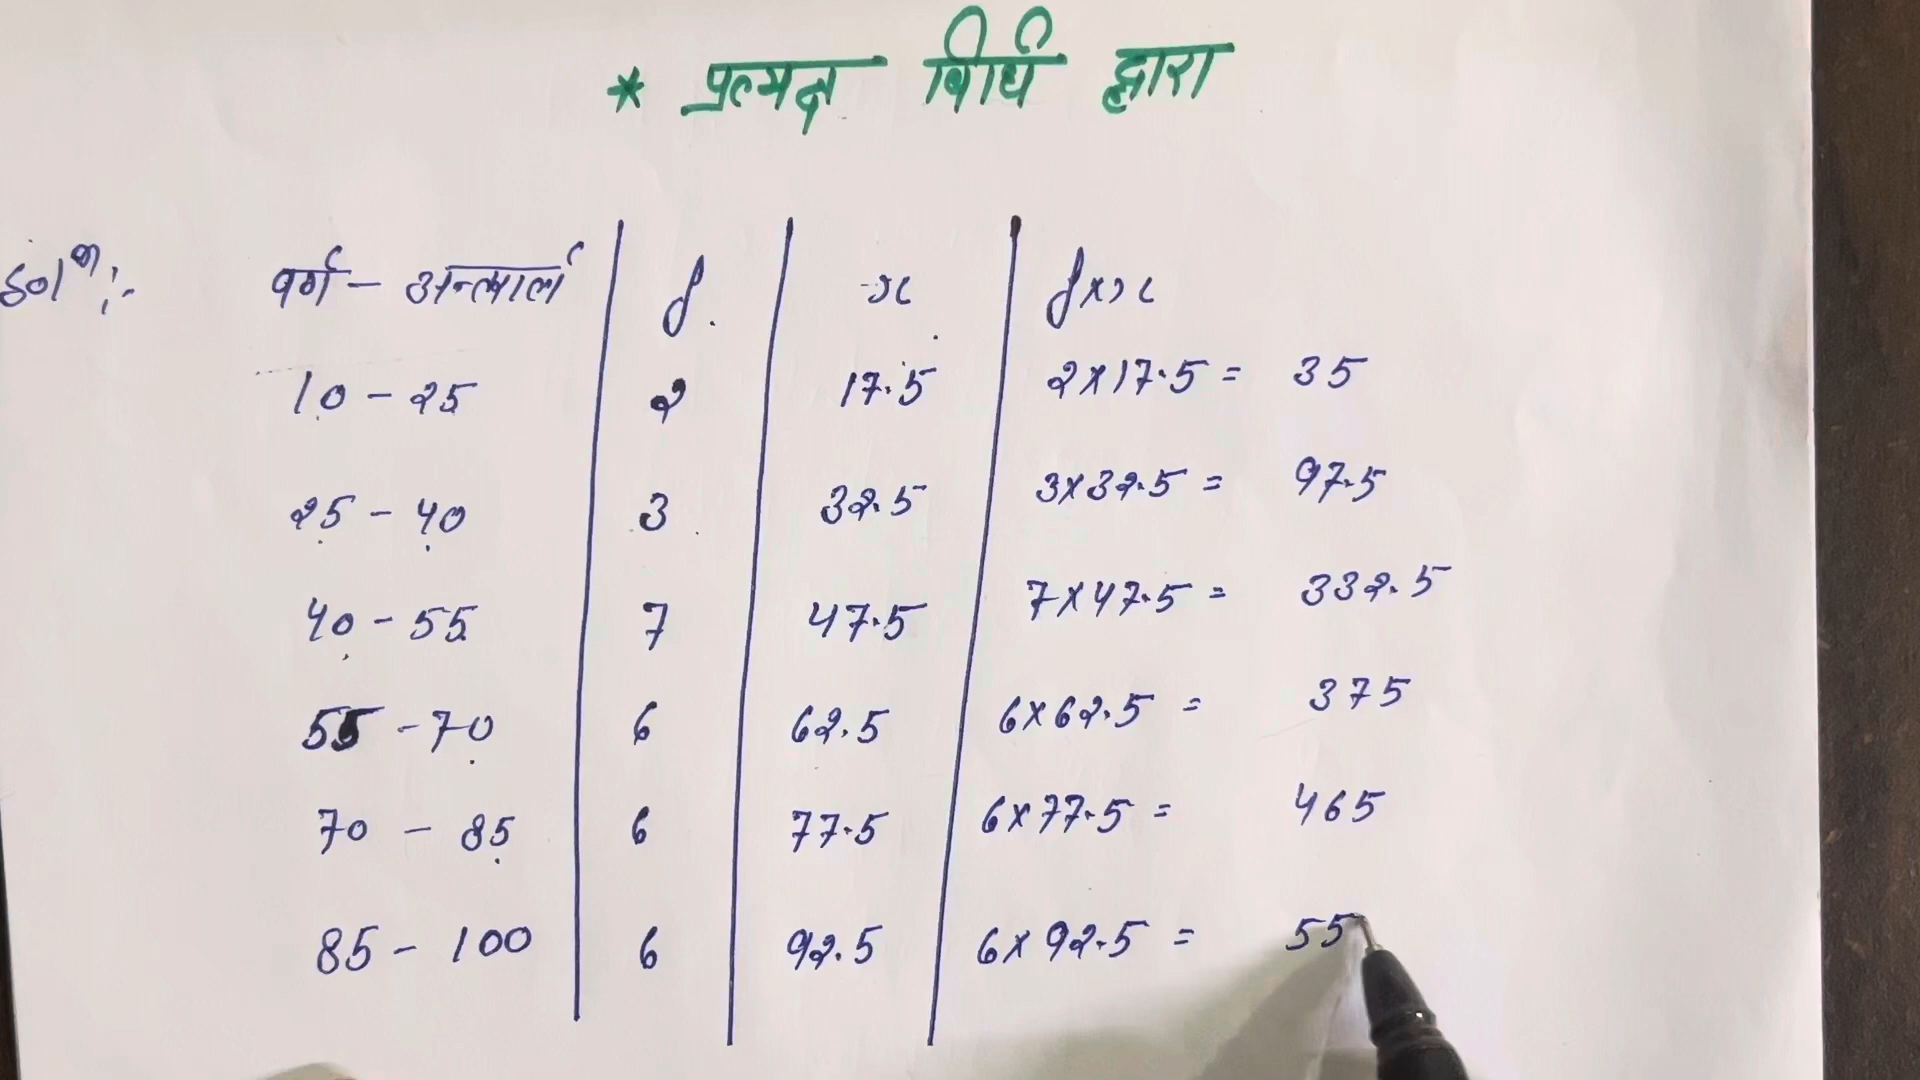 * प्रत्यक्ष विधि द्वारा
Solⁿ:- वर्ग - अन्तराल f. x f×x
10 - 25 2 17.5 2×17.5 = 35
25 - 40 3 32.5 3×32.5 = 97.5
40 - 55 7 47.5 7×47.5 = 332.5
55 - 70 6 62.5 6×62.5 = 375
70 - 85 6 77.5 6×77.5 = 465
85 - 100 6 92.5 6×92.5 = 55